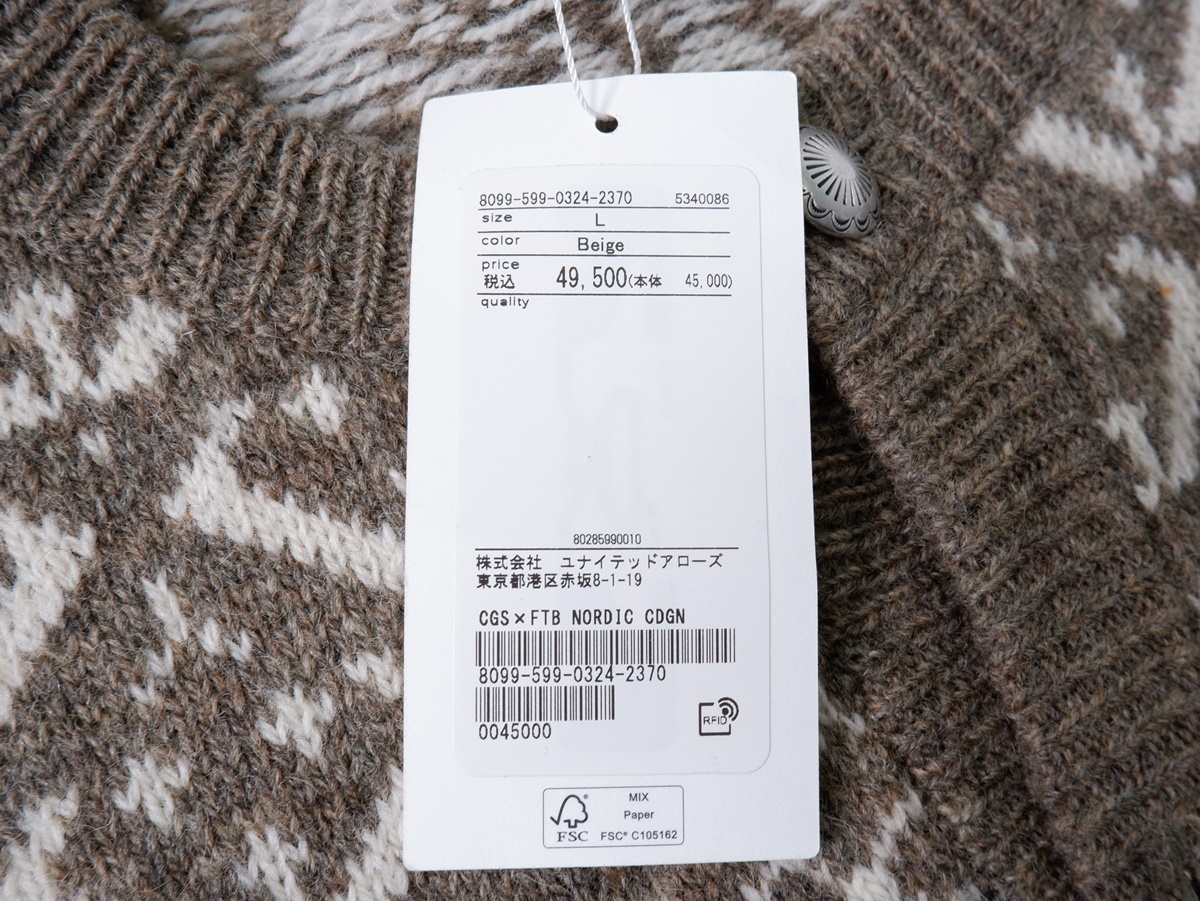 8099-599-0324-2370 5340086
size L
color Beige
price
税込 49,500(本体 45,000)
quality
80285990010
株式会社 ユナイテッドアローズ
東京都港区赤坂8-1-19
CGS×FTB NORDIC CDGN
8099-599-0324-2370
0045000
RFID
MIX
Paper
FSC® C105162
FSC